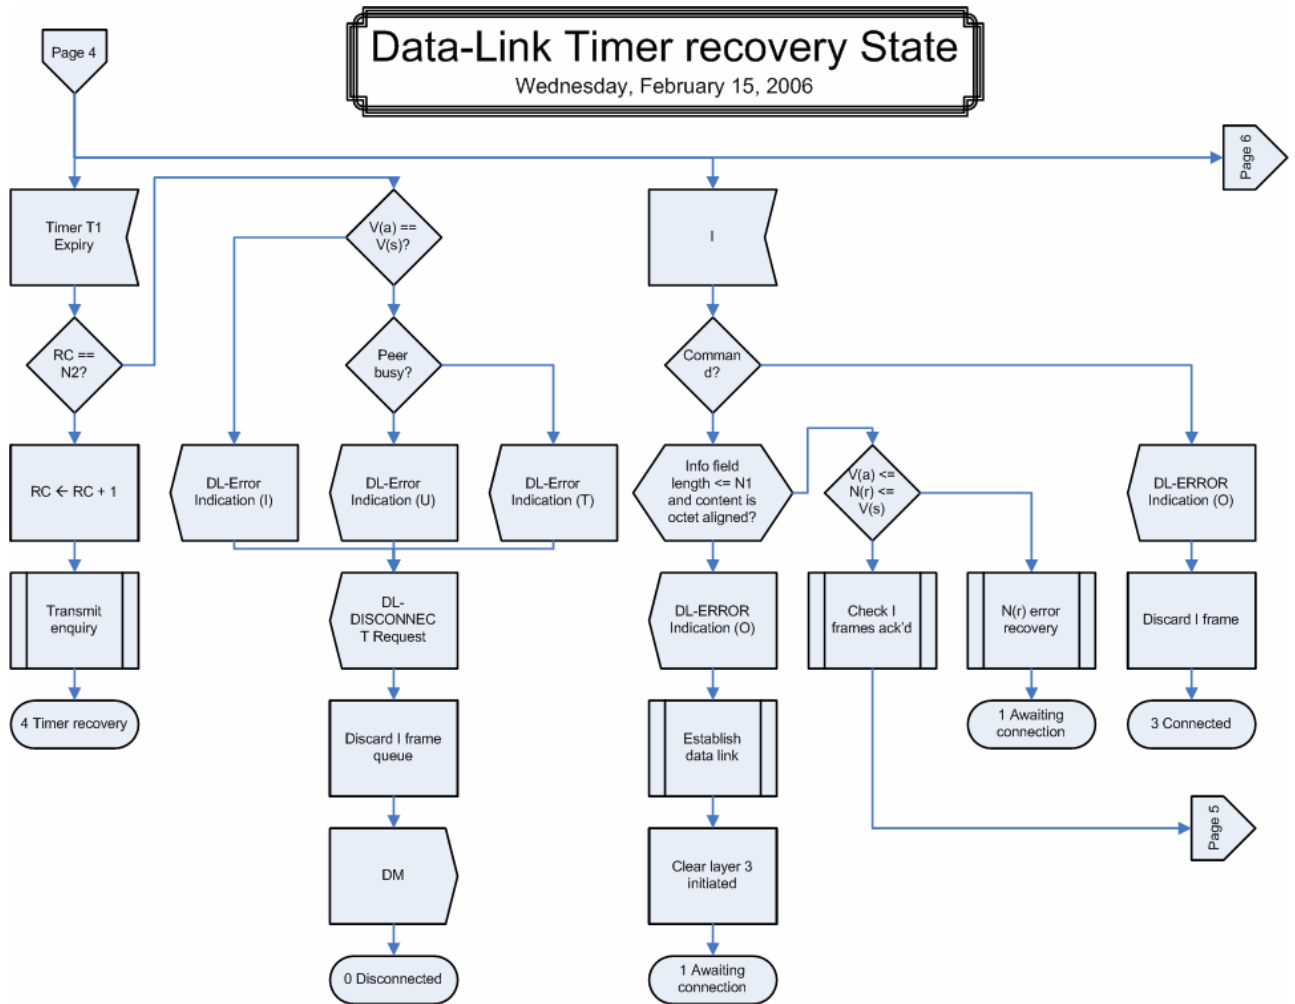 Page 4
Data-Link Timer recovery State
Wednesday, February 15, 2006
Page 6
Timer T1
Expiry
V(a) ==
V(s)?
I
RC ==
N2?
Peer
busy?
Comman
d?
RC ← RC + 1
DL-Error
Indication (I)
DL-Error
Indication (U)
DL-Error
Indication (T)
Info field
length <= N1
and content is
octet aligned?
V(a) <=
N(r) <=
V(s)
DL-ERROR
Indication (O)
Transmit
enquiry
DL-
DISCONNEC
T Request
DL-ERROR
Indication (O)
Check I
frames ack'd
N(r) error
recovery
Discard I frame
4 Timer recovery
Discard I frame
queue
Establish
data link
1 Awaiting
connection
3 Connected
Page 5
DM
Clear layer 3
initiated
0 Disconnected
1 Awaiting
connection